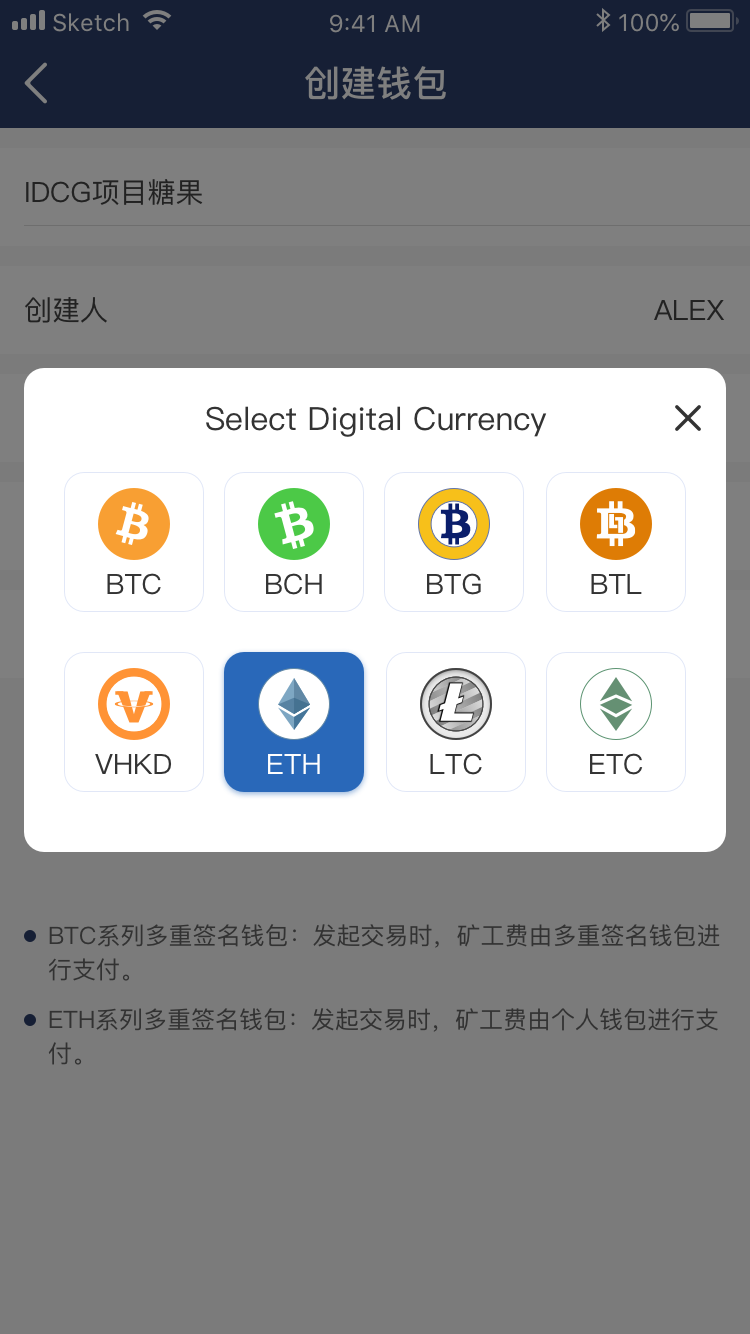 Sketch 9:41 AM 100%
创建钱包
IDCG项目糖果
创建人 ALEX
Select Digital Currency
BTC BCH BTG BTL
VHKD ETH LTC ETC
BTC系列多重签名钱包：发起交易时，矿工费由多重签名钱包进
行支付。
ETH系列多重签名钱包：发起交易时，矿工费由个人钱包进行支
付。